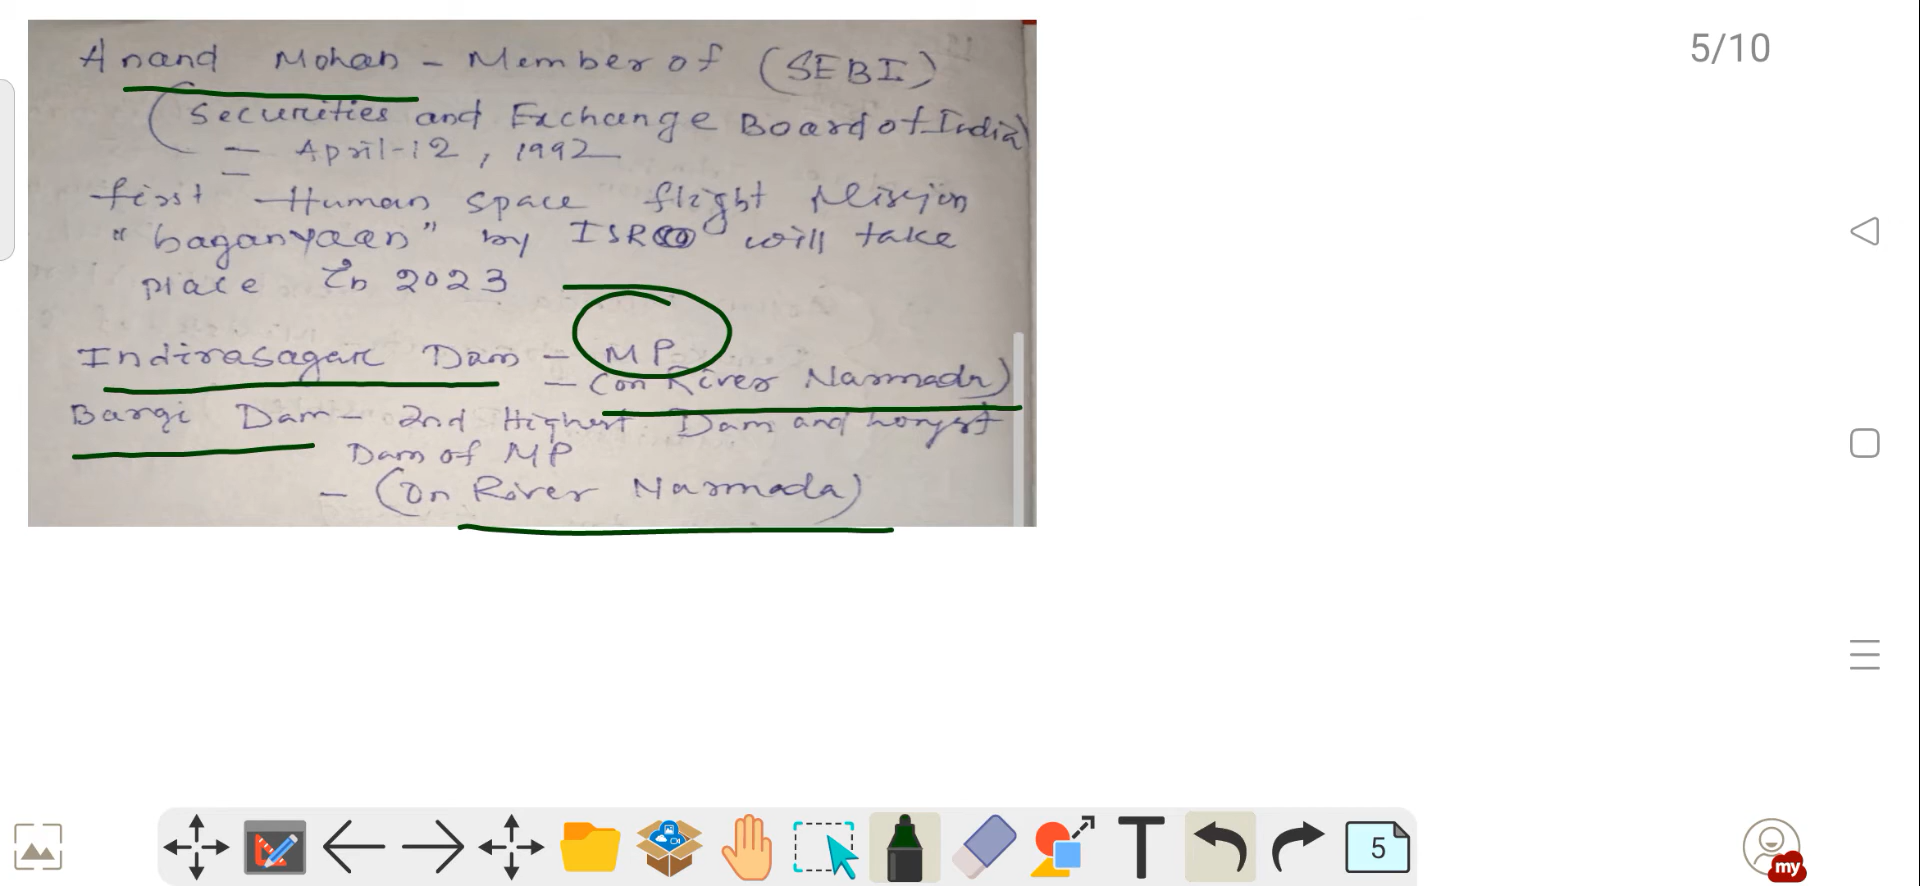 5/10
Anand Mohan - Member of (SEBI)
(Securities and Exchange Board of India)
- April-12, 1992
first Human space flight Mission
"Gaganyaan" by ISRO will take
place in 2023
Indirasagar Dam - MP
- (on River Narmada)
Bargi Dam - 2nd Highest Dam and longst
Dam of MP
- (On River Narmada)
T
5
my